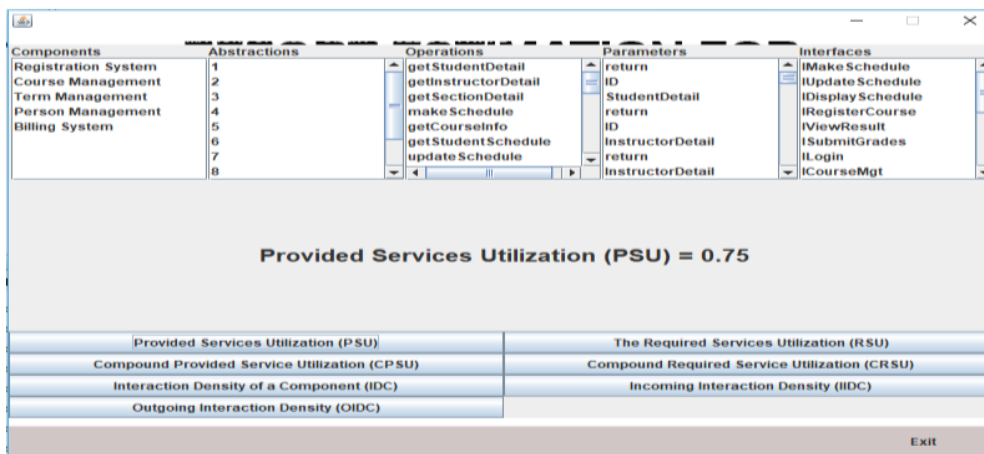 Components
Registration System
Course Management
Term Management
Person Management
Billing System
Abstractions
1
2
3
4
5
6
7
8
Operations
getStudentDetail
getInstructorDetail
getSectionDetail
makeSchedule
getCourseInfo
getStudentSchedule
updateSchedule
Parameters
return
ID
StudentDetail
return
ID
InstructorDetail
return
InstructorDetail
Interfaces
IMakeSchedule
IUpdateSchedule
IDisplaySchedule
IRegisterCourse
IViewResult
ISubmitGrades
ILogin
ICourseMgt
Provided Services Utilization (PSU) = 0.75
Provided Services Utilization (PSU)
The Required Services Utilization (RSU)
Compound Provided Service Utilization (CPSU)
Compound Required Service Utilization (CRSU)
Interaction Density of a Component (IDC)
Incoming Interaction Density (IIDC)
Outgoing Interaction Density (OIDC)
Exit